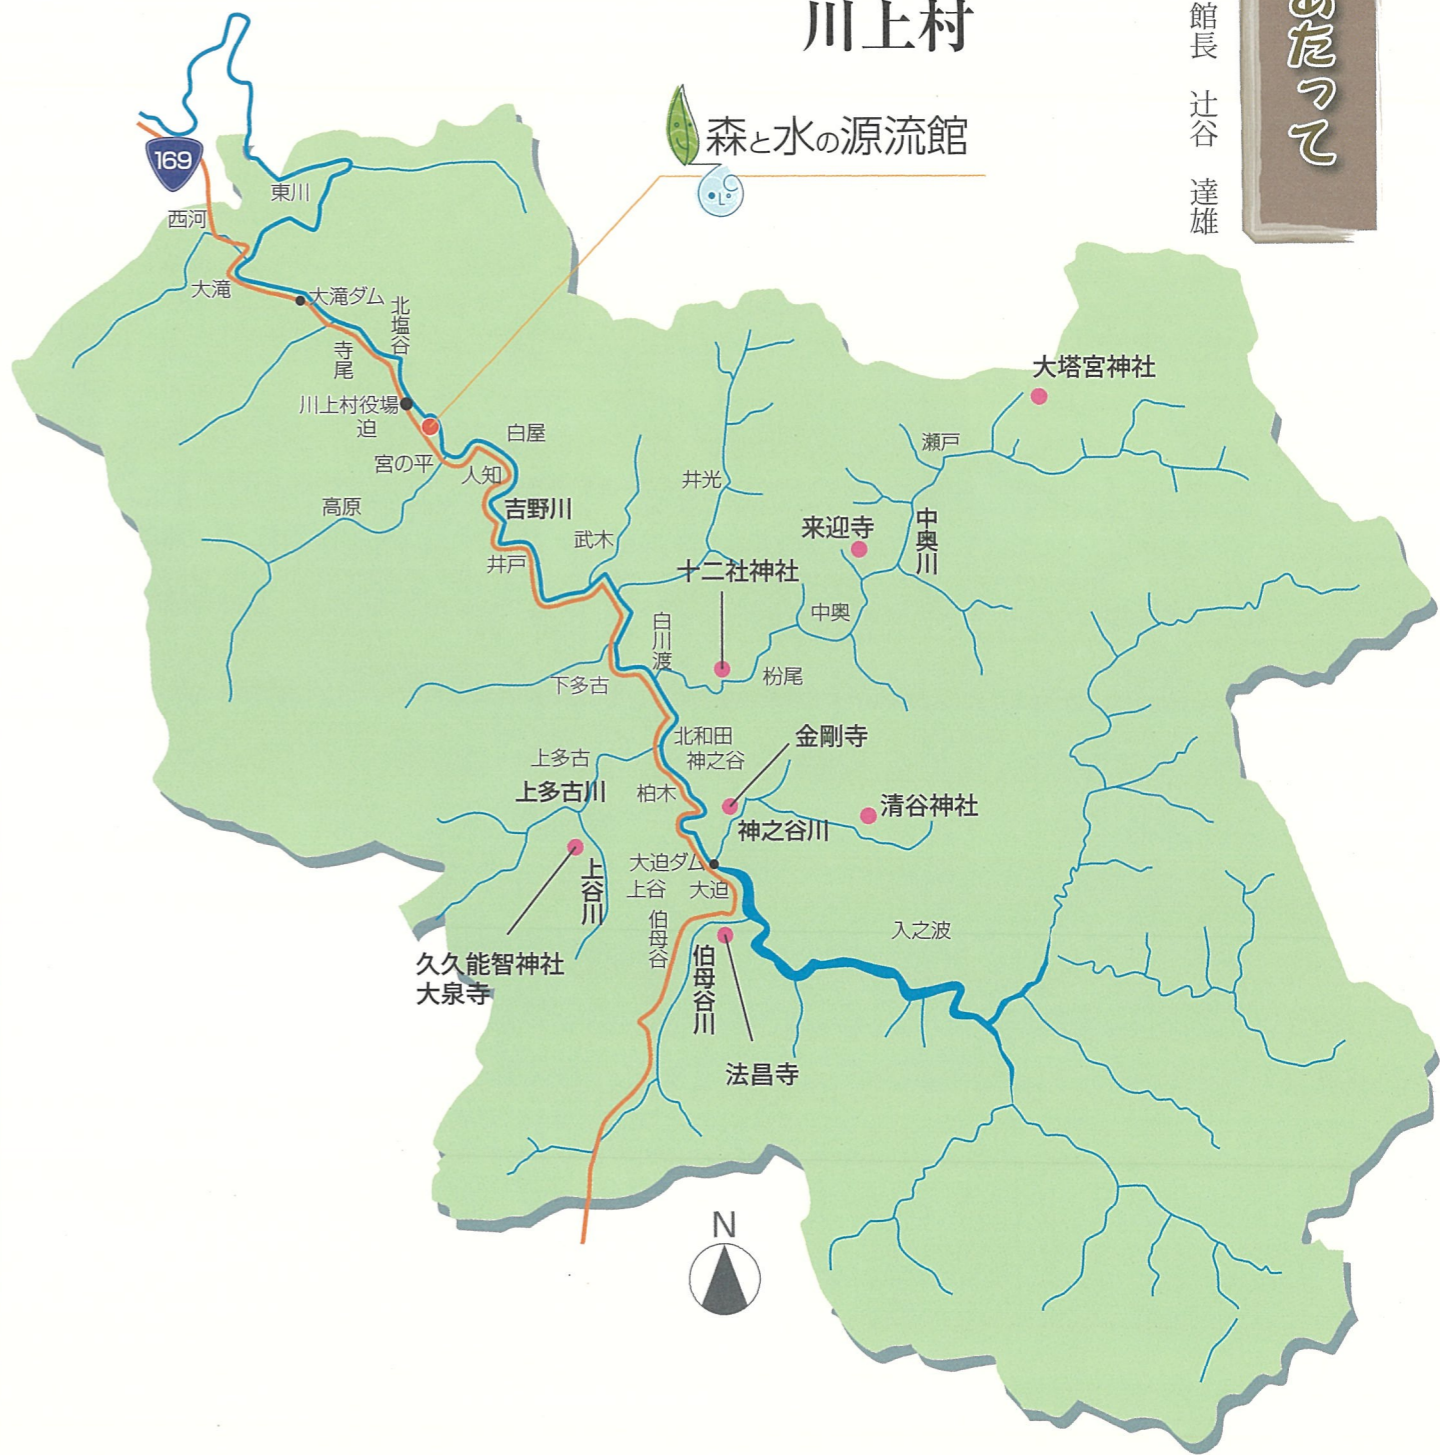 川上村
あたって
館長 辻谷 達雄
森と水の源流館
169
東川
西河
大滝
大滝ダム
北塩谷
寺尾
川上村役場
迫
白屋
宮の平
人知
高原
吉野川
武木
井戸
井光
大塔宮神社
瀬戸
来迎寺
中奥川
十二社神社
中奥
白川渡
枌尾
下多古
北和田
神之谷
金剛寺
上多古
上多古川
柏木
清谷神社
神之谷川
大迫ダム
上谷
大迫
上谷川
伯母谷
入之波
久久能智神社
大泉寺
伯母谷川
法昌寺
N